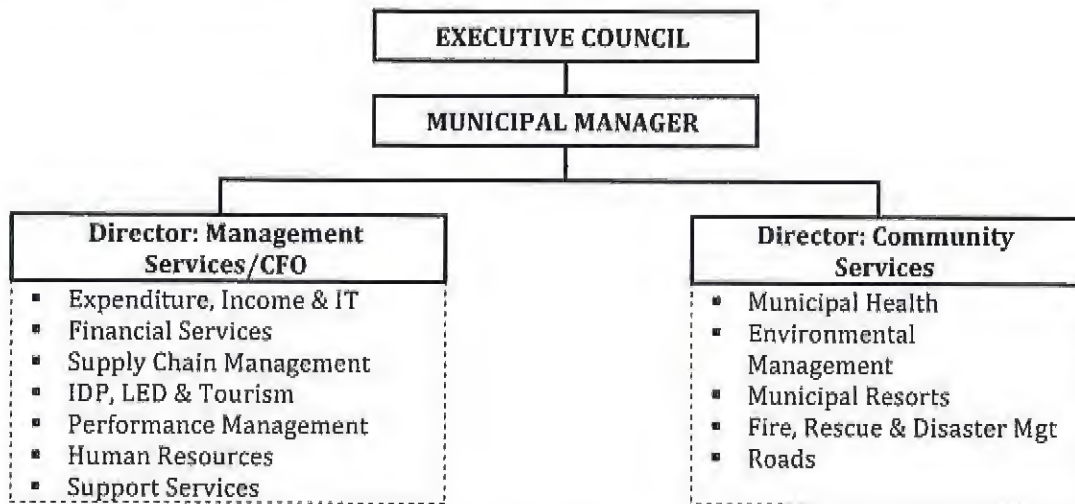 EXECUTIVE COUNCIL
MUNICIPAL MANAGER
Director: Management
Services/CFO
▪ Expenditure, Income & IT
▪ Financial Services
▪ Supply Chain Management
▪ IDP, LED & Tourism
▪ Performance Management
▪ Human Resources
▪ Support Services
Director: Community
Services
▪ Municipal Health
▪ Environmental
Management
▪ Municipal Resorts
▪ Fire, Rescue & Disaster Mgt
▪ Roads